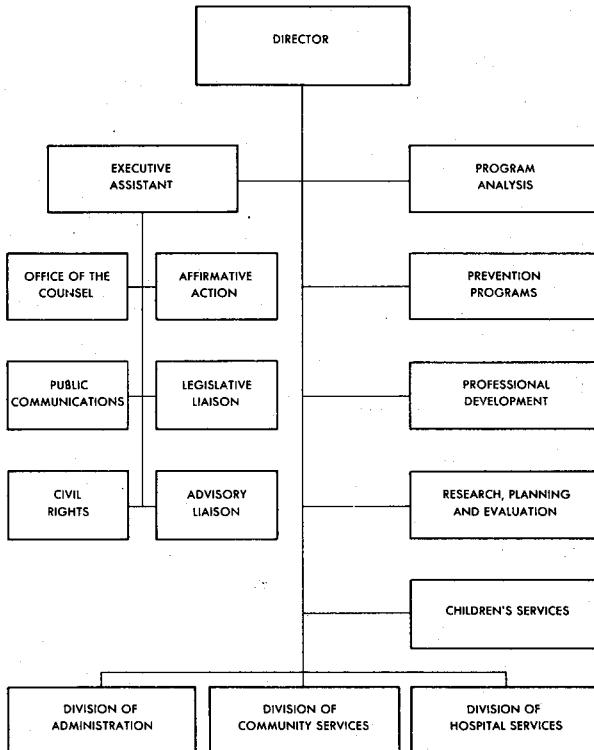 DIRECTOR
EXECUTIVE
ASSISTANT
PROGRAM
ANALYSIS
OFFICE OF THE
COUNSEL
AFFIRMATIVE
ACTION
PREVENTION
PROGRAMS
PUBLIC
COMMUNICATIONS
LEGISLATIVE
LIAISON
PROFESSIONAL
DEVELOPMENT
CIVIL
RIGHTS
ADVISORY
LIAISON
RESEARCH, PLANNING
AND EVALUATION
CHILDREN'S SERVICES
DIVISION OF
ADMINISTRATION
DIVISION OF
COMMUNITY SERVICES
DIVISION OF
HOSPITAL SERVICES